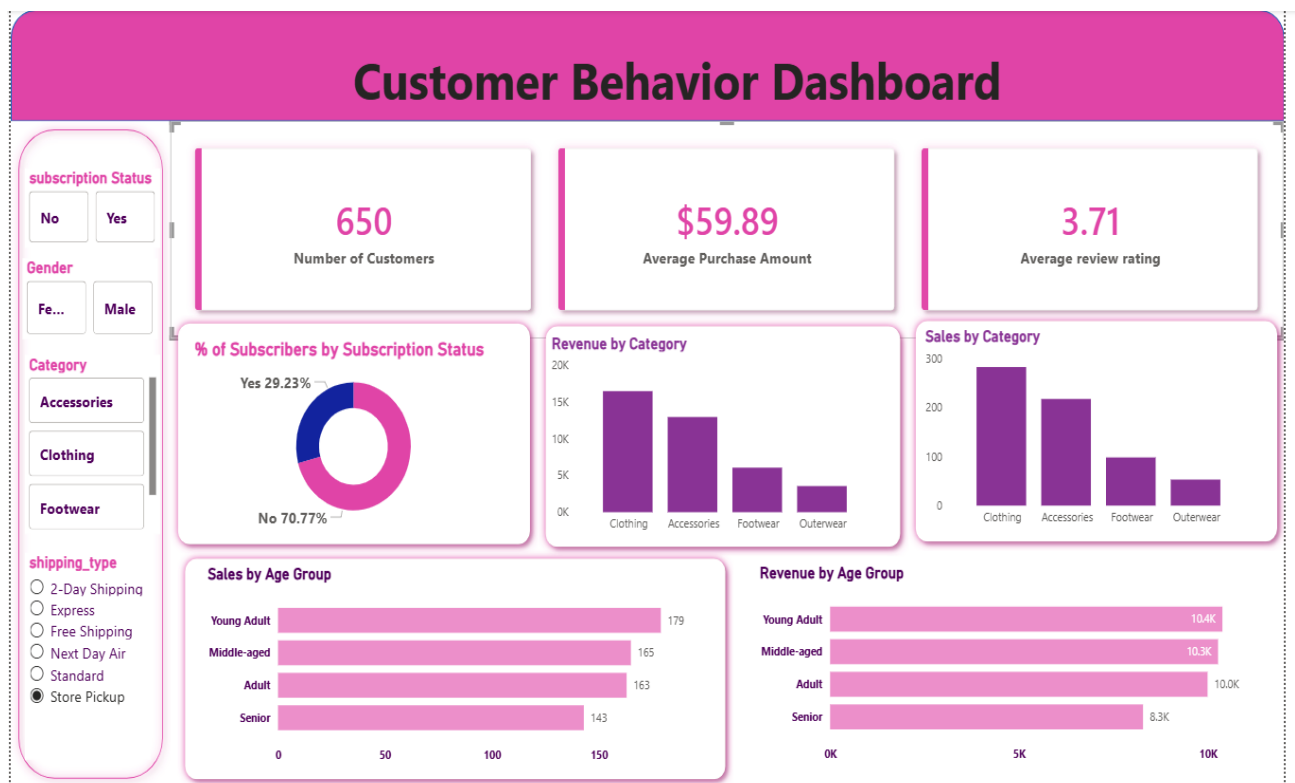 Customer Behavior Dashboard
subscription Status
No
Yes
Gender
Fe...
Male
Category
Accessories
Clothing
Footwear
shipping_type
2-Day Shipping
Express
Free Shipping
Next Day Air
Standard
Store Pickup
650
Number of Customers
$59.89
Average Purchase Amount
3.71
Average review rating
% of Subscribers by Subscription Status
Yes 29.23%
No 70.77%
Revenue by Category
20K
15K
10K
5K
0K
Clothing Accessories Footwear Outerwear
Sales by Category
300
200
100
0
Clothing Accessories Footwear Outerwear
Sales by Age Group
Young Adult 179
Middle-aged 165
Adult 163
Senior 143
0 50 100 150
Revenue by Age Group
Young Adult 10.4K
Middle-aged 10.3K
Adult 10.0K
Senior 8.3K
0K 5K 10K